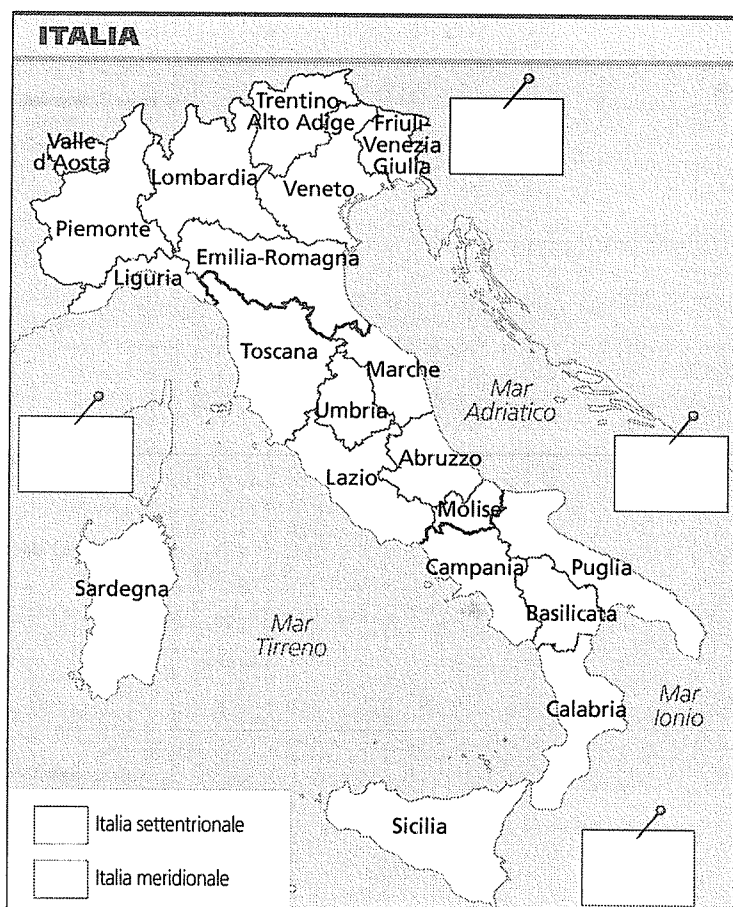 ITALIA
Trentino
Alto Adige
Friuli-
Venezia
Giulia
Valle
d'Aosta
Lombardia
Veneto
Piemonte
Emilia-Romagna
Liguria
Toscana
Marche
Mar
Adriatico
Umbria
Abruzzo
Lazio
Molise
Campania
Puglia
Sardegna
Basilicata
Mar
Tirreno
Mar
Ionio
Calabria
Sicilia
Italia settentrionale
Italia meridionale